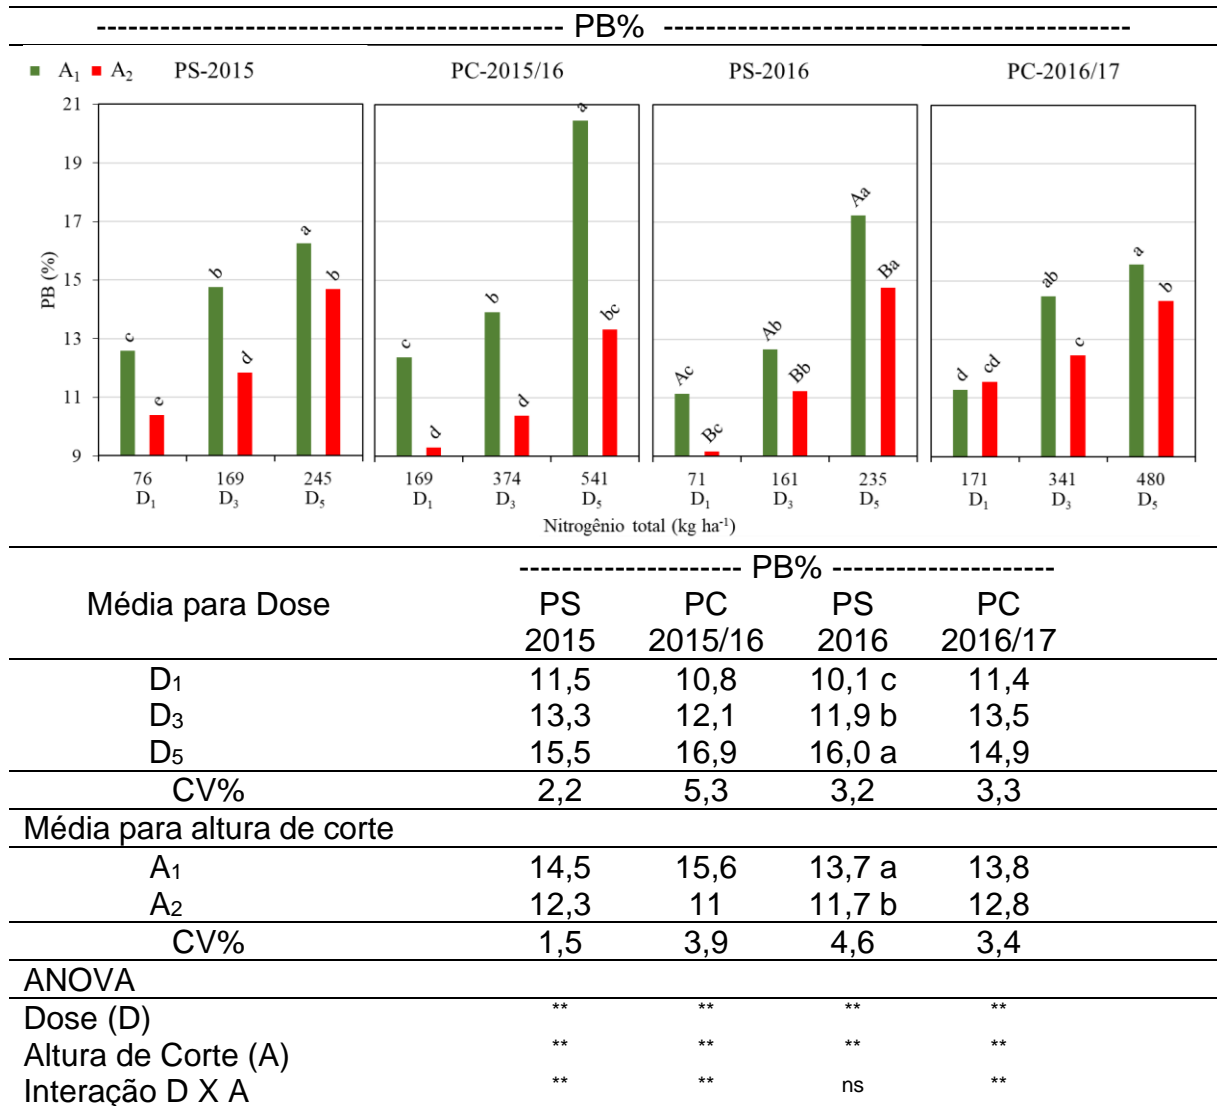 -------------------------------------- PB% --------------------------------------
A1 A2 PS-2015 PC-2015/16 PS-2016 PC-2016/17
PB (%)
21
19
17
15
13
11
9
c e b d a b
c d b d a bc
Ac Bc Ab Bb Aa Ba
d cd ab c a b
76 169 245 169 374 541 71 161 235 171 341 480
D1 D3 D5 D1 D3 D5 D1 D3 D5 D1 D3 D5
Nitrogênio total (kg ha-1)
---------------------- PB% ----------------------
Média para Dose PS PC PS PC
2015 2015/16 2016 2016/17
D1 11,5 10,8 10,1 c 11,4
D3 13,3 12,1 11,9 b 13,5
D5 15,5 16,9 16,0 a 14,9
CV% 2,2 5,3 3,2 3,3
Média para altura de corte
A1 14,5 15,6 13,7 a 13,8
A2 12,3 11 11,7 b 12,8
CV% 1,5 3,9 4,6 3,4
ANOVA
Dose (D) ** ** ** **
Altura de Corte (A) ** ** ** **
Interação D X A ** ** ns **